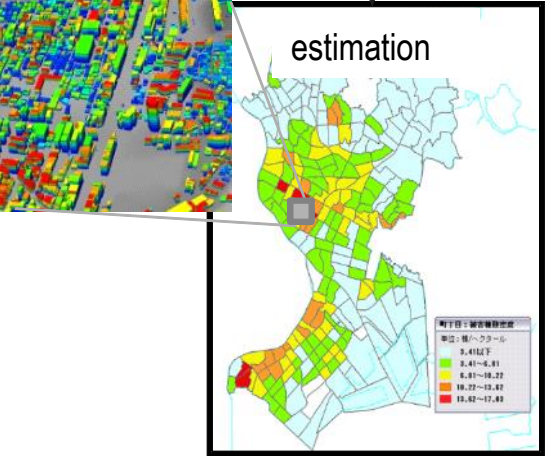 estimation
町丁目：被害棟数密度
単位：棟/ヘクタール
3.41以下
3.41～6.81
6.81～10.22
10.22～13.62
13.62～17.03